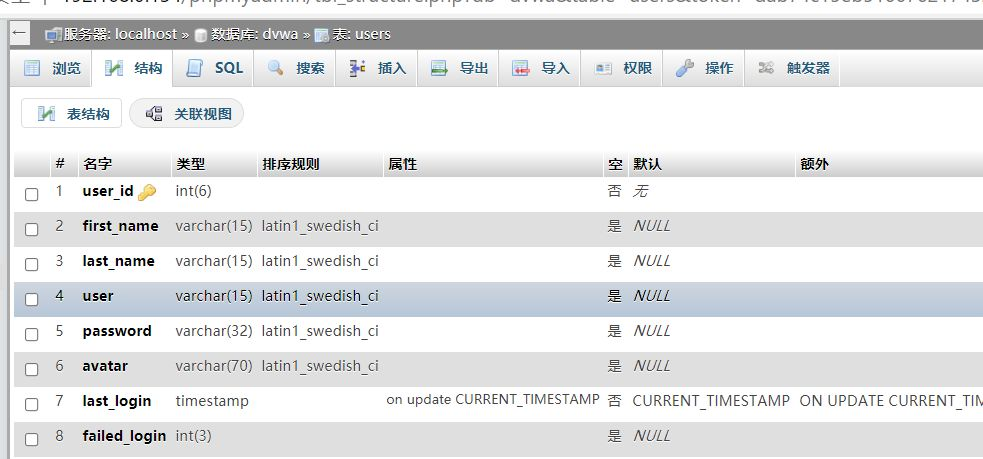 ← 服务器: localhost » 数据库: dvwa » 表: users
浏览 结构 SQL 搜索 插入 导出 导入 权限 操作 触发器
表结构 关联视图
# 名字 类型 排序规则 属性 空 默认 额外
1 user_id int(6) 否 无
2 first_name varchar(15) latin1_swedish_ci 是 NULL
3 last_name varchar(15) latin1_swedish_ci 是 NULL
4 user varchar(15) latin1_swedish_ci 是 NULL
5 password varchar(32) latin1_swedish_ci 是 NULL
6 avatar varchar(70) latin1_swedish_ci 是 NULL
7 last_login timestamp on update CURRENT_TIMESTAMP 否 CURRENT_TIMESTAMP ON UPDATE CURRENT_TIM
8 failed_login int(3) 是 NULL